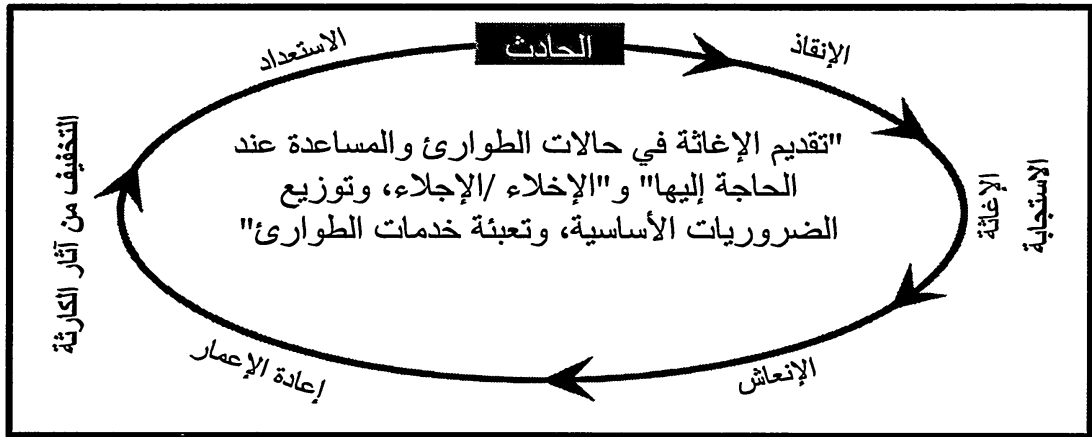 الحادث
الإنقاذ
الاستجابة
الإغاثة
الإنعاش
إعادة الإعمار
التخفيف من آثار الكارثة
الاستعداد
"تقديم الإغاثة في حالات الطوارئ والمساعدة عند
الحاجة إليها" و"الإخلاء /الإجلاء، وتوزيع
الضروريات الأساسية، وتعبئة خدمات الطوارئ"